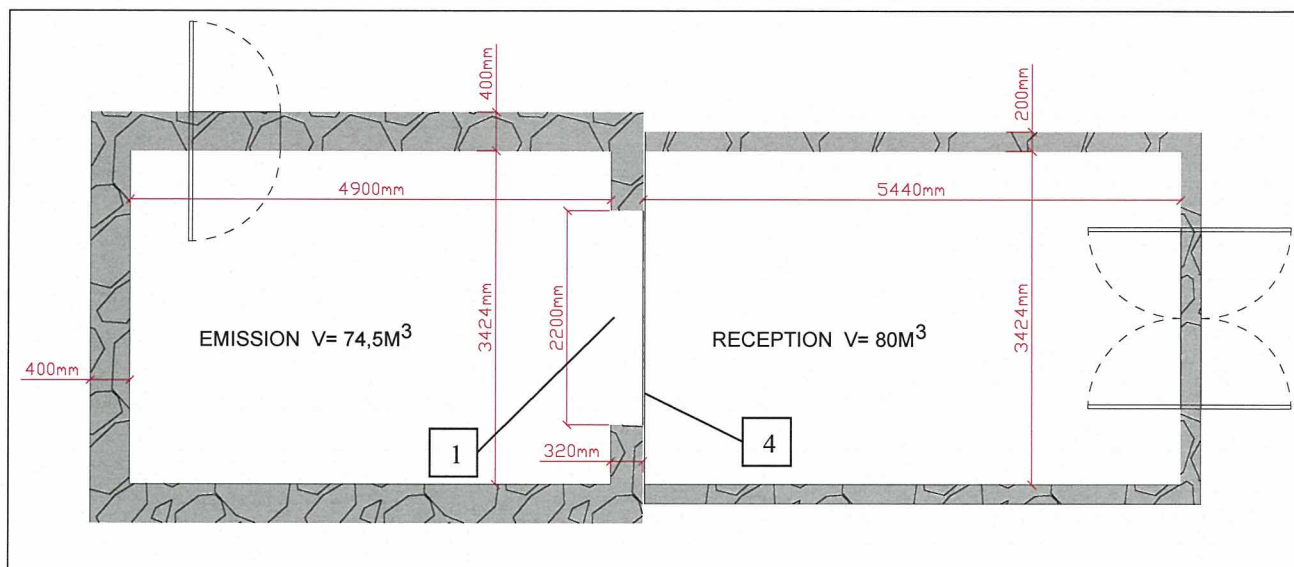 400mm
200mm
4900mm
5440mm
EMISSION V= 74,5M³
3424mm
2200mm
RECEPTION V= 80M³
3424mm
400mm
1
320mm
4